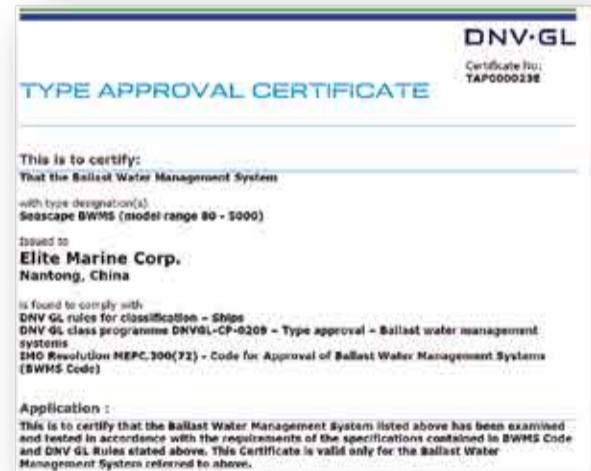 DNV·GL
Certificate No:
TAP0000238
TYPE APPROVAL CERTIFICATE
This is to certify:
That the Ballast Water Management System
with type designation(s)
Seascape BWMS (model range 80 - 5000)
Issued to
Elite Marine Corp.
Nantong, China
is found to comply with
DNV GL rules for classification – Ships
DNV GL class programme DNVGL-CP-0209 – Type approval – Ballast water management
systems
IMO Resolution MEPC.300(72) - Code for Approval of Ballast Water Management Systems
(BWMS Code)
Application :
This is to certify that the Ballast Water Management System listed above has been examined
and tested in accordance with the requirements of the specifications contained in BWMS Code
and DNV GL Rules stated above. This Certificate is valid only for the Ballast Water
Management System referred to above.